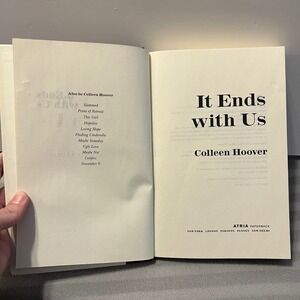 Also by Colleen Hoover
Slammed
Point of Retreat
This Girl
Hopeless
Losing Hope
Finding Cinderella
Maybe Someday
Ugly Love
Maybe Not
Confess
November 9
It Ends
with Us
Colleen Hoover
ATRIA PAPERBACK
NEW YORK LONDON TORONTO SYDNEY NEW DELHI